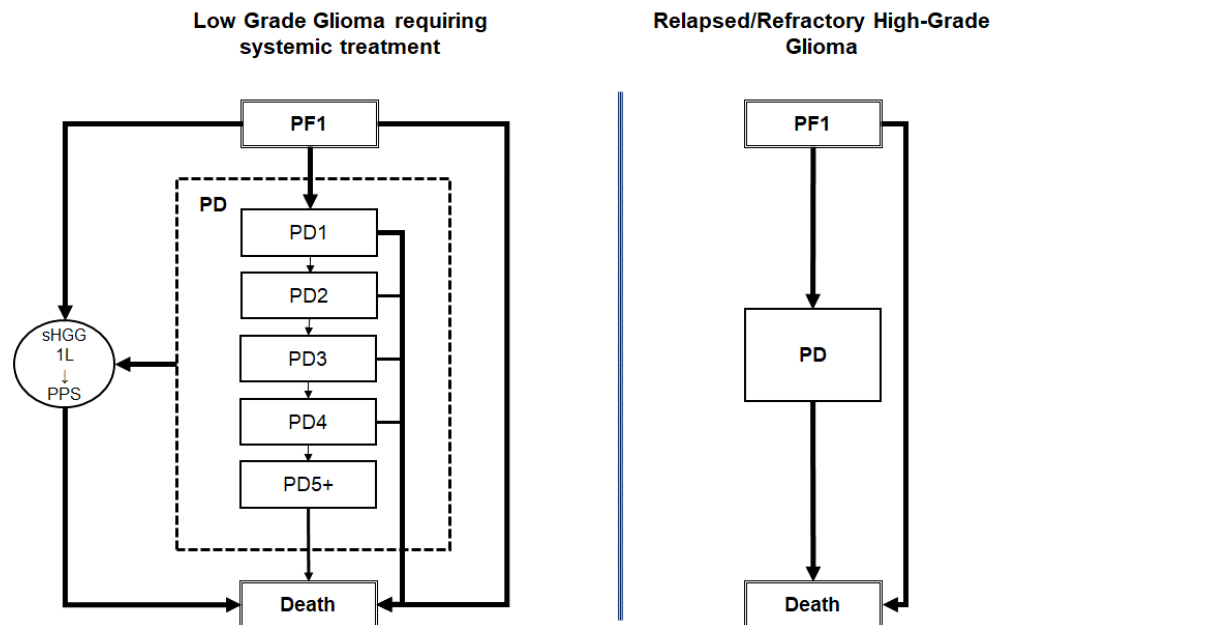 Low Grade Glioma requiring
systemic treatment
PF1
PD
PD1
PD2
PD3
PD4
PD5+
sHGG
1L
↓
PPS
Death
Relapsed/Refractory High-Grade
Glioma
PF1
PD
Death